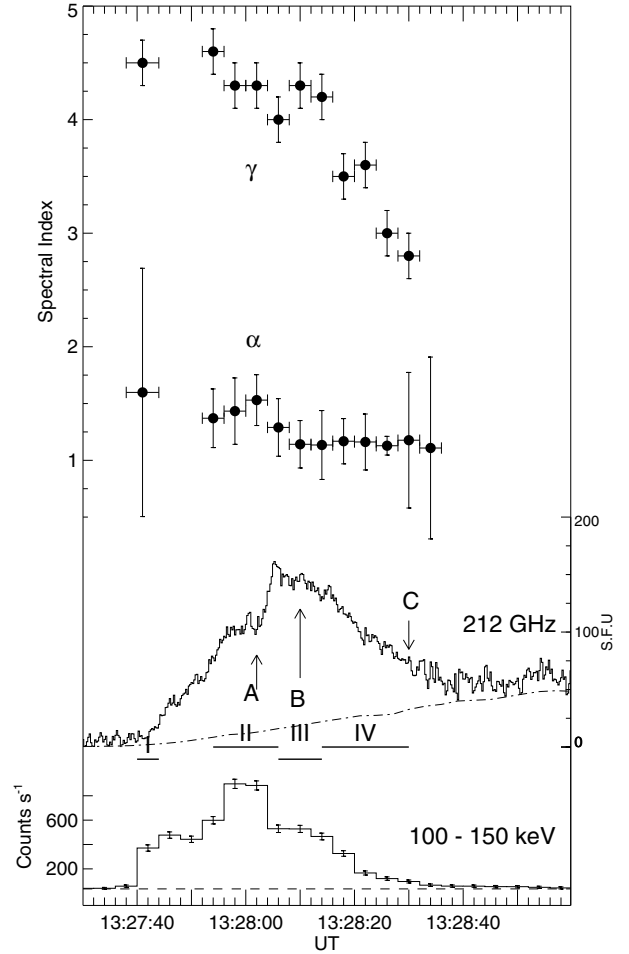 5
4
γ
3
Spectral Index
2
α
1
200
C
212 GHz
100
S.F.U
A
B
I
II
III
IV
0
600
Counts s⁻¹
100 - 150 keV
200
13:27:40
13:28:00
13:28:20
13:28:40
UT